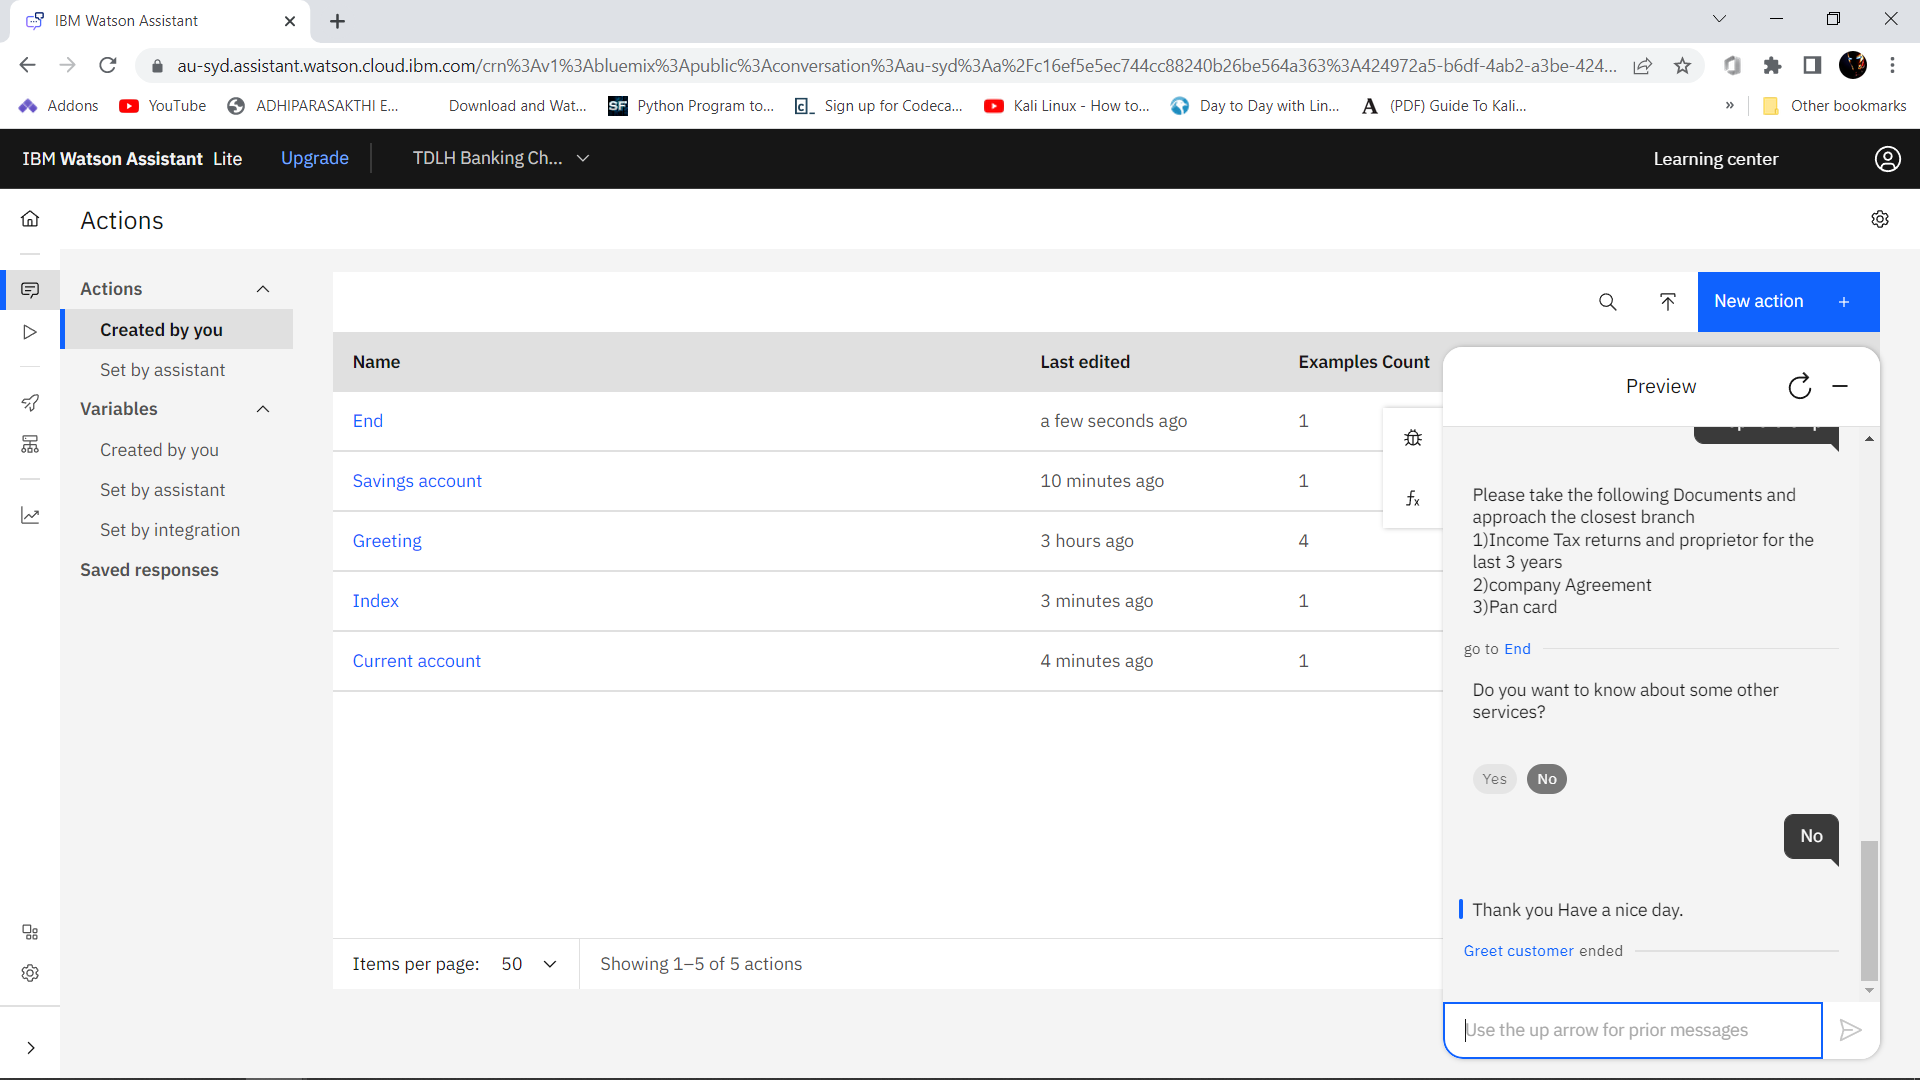 IBM Watson Assistant
au-syd.assistant.watson.cloud.ibm.com/crn%3Av1%3Abluemix%3Apublic%3Aconversation%3Aau-syd%3Aa%2Fc16ef5e5ec744cc88240b26be564a363%3A424972a5-b6df-4ab2-a3be-424...
Addons YouTube ADHIPARASAKTHI E... Download and Wat... SF Python Program to... Sign up for Codeca... Kali Linux - How to... Day to Day with Lin... A (PDF) Guide To Kali... » Other bookmarks
IBM Watson Assistant Lite Upgrade TDLH Banking Ch... Learning center
Actions
Actions
Created by you
Set by assistant
Variables
Created by you
Set by assistant
Set by integration
Saved responses
New action +
Name Last edited Examples Count
End a few seconds ago 1
Savings account 10 minutes ago 1
Greeting 3 hours ago 4
Index 3 minutes ago 1
Current account 4 minutes ago 1
Items per page: 50 Showing 1–5 of 5 actions
Preview
Please take the following Documents and
approach the closest branch
1)Income Tax returns and proprietor for the
last 3 years
2)company Agreement
3)Pan card
go to End
Do you want to know about some other
services?
Yes No
No
Thank you Have a nice day.
Greet customer ended
Use the up arrow for prior messages